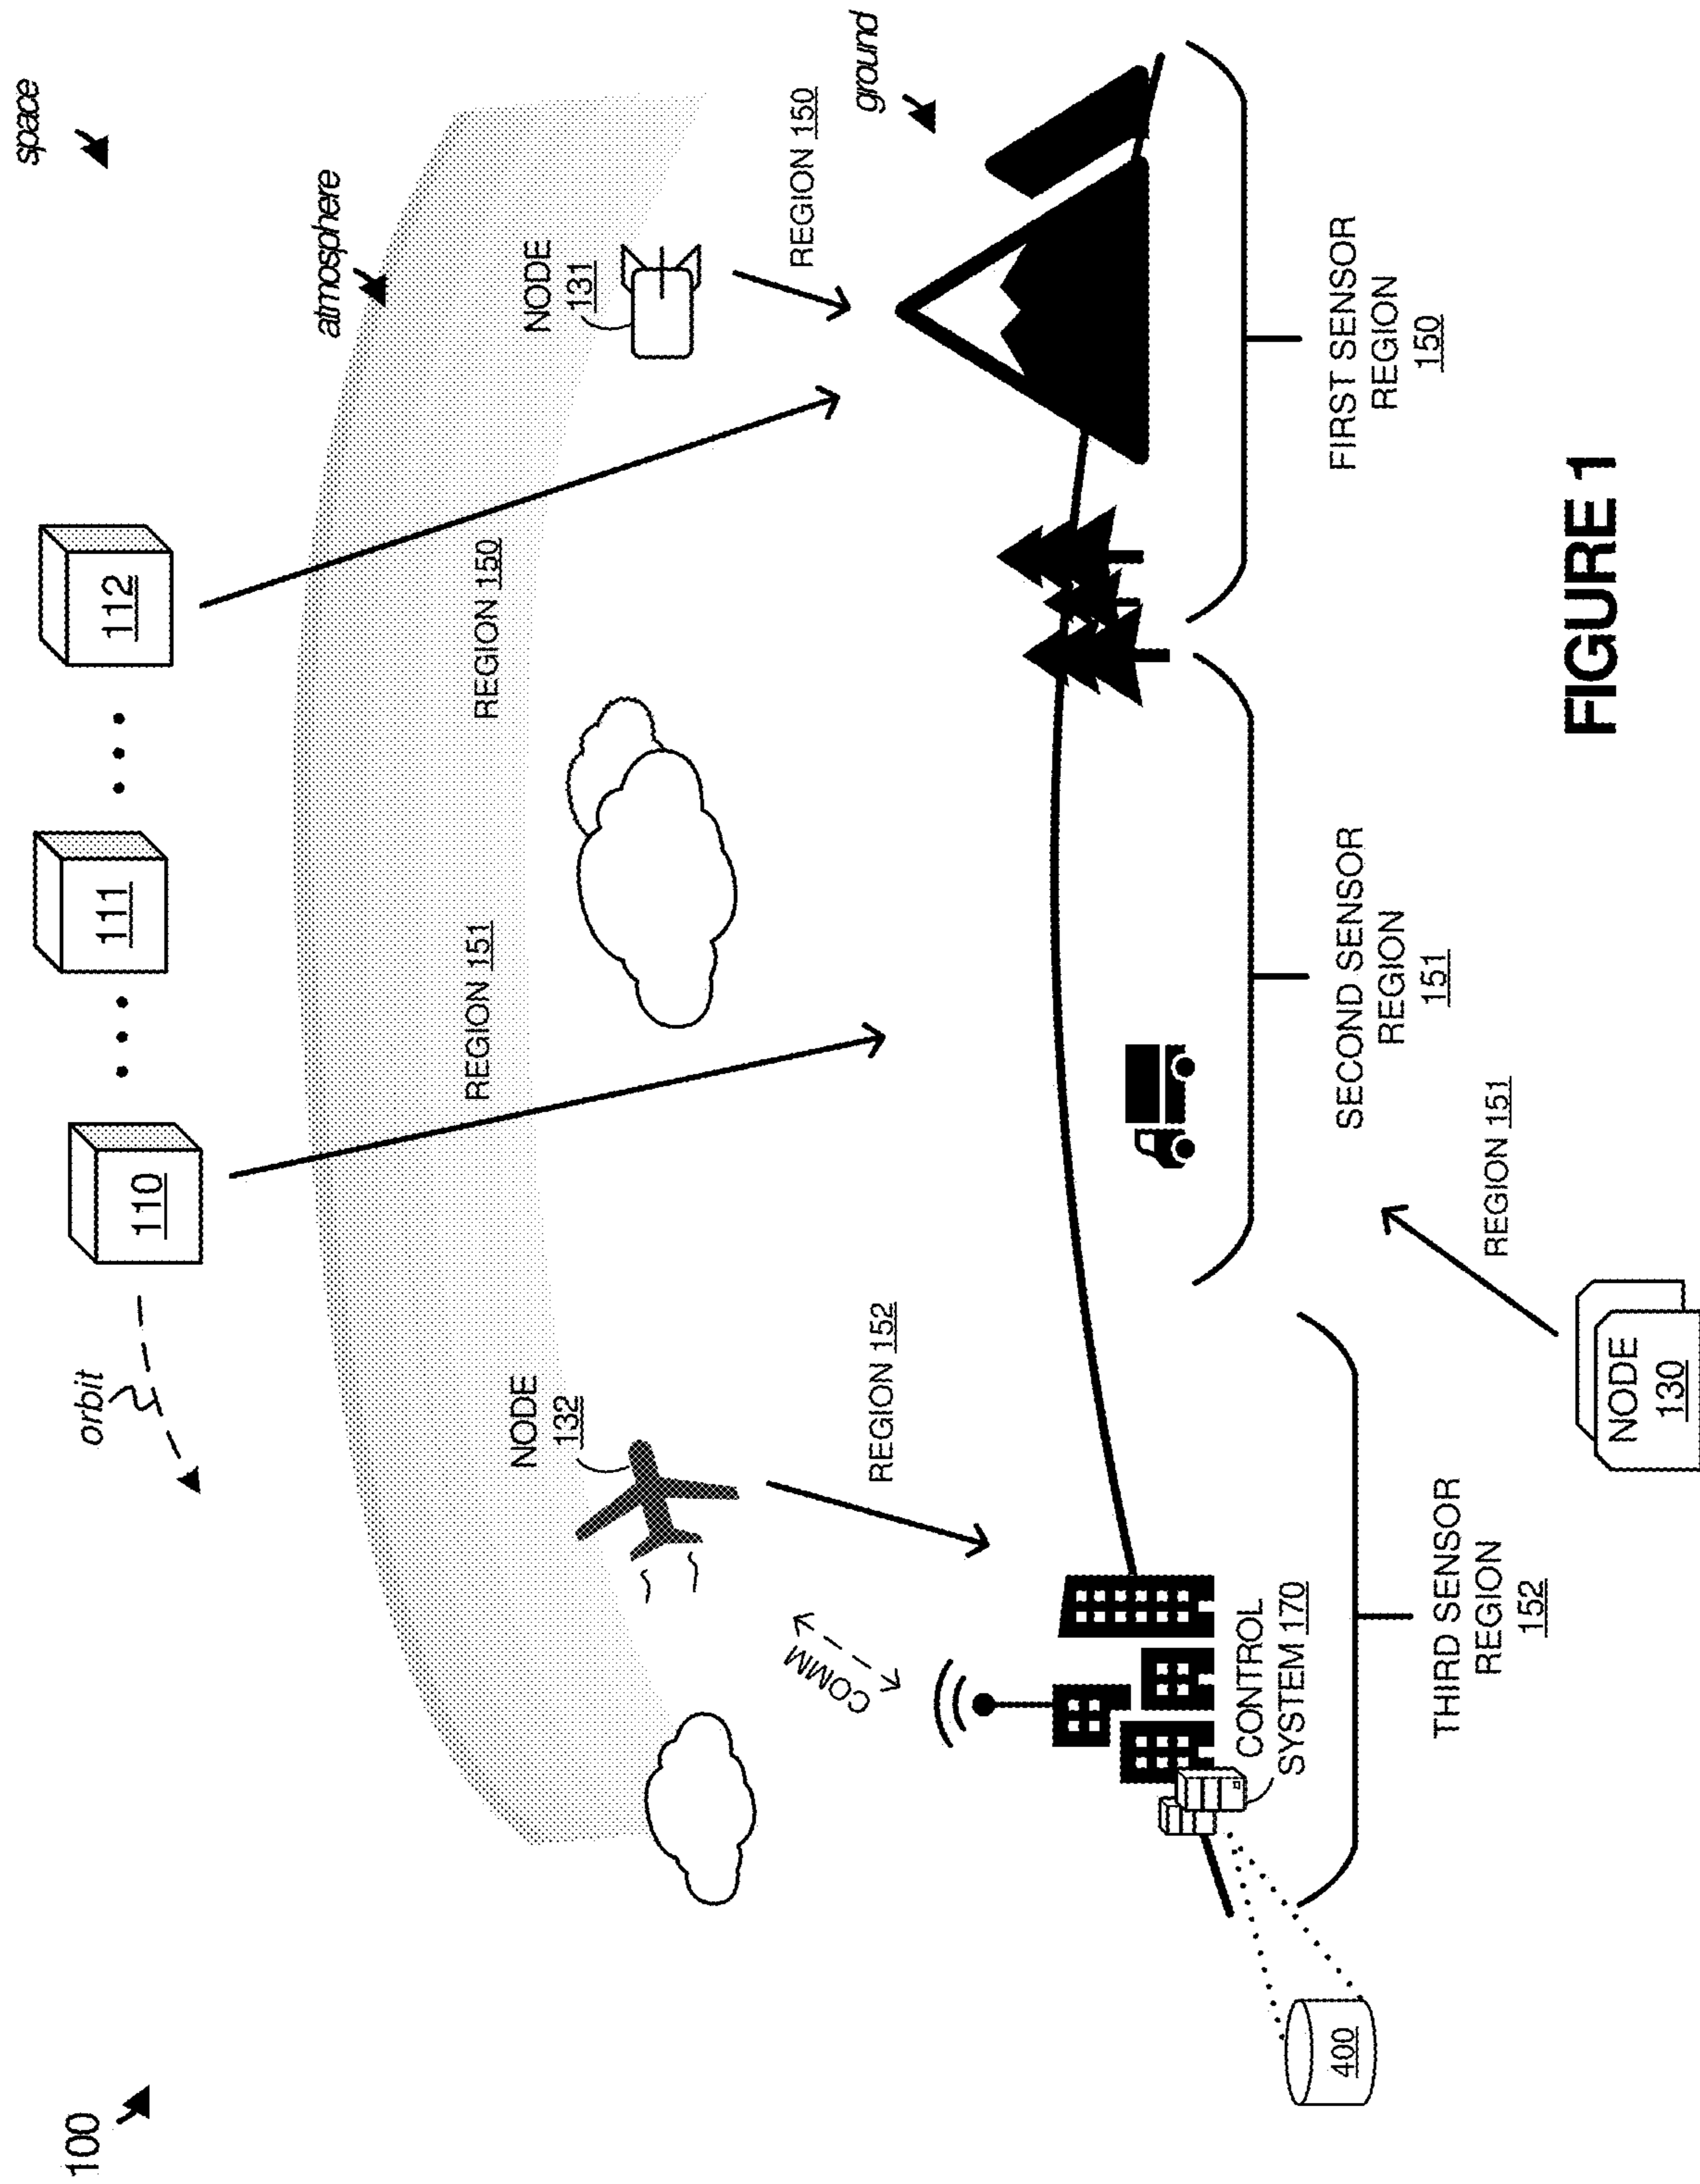 100
space
orbit
110
111
112
atmosphere
NODE
132
REGION 151
REGION 150
NODE
131
COMM
REGION 152
REGION 150
ground
CONTROL
SYSTEM 170
400
THIRD SENSOR
REGION
152
SECOND SENSOR
REGION
151
FIRST SENSOR
REGION
150
REGION 151
NODE
130
FIGURE 1